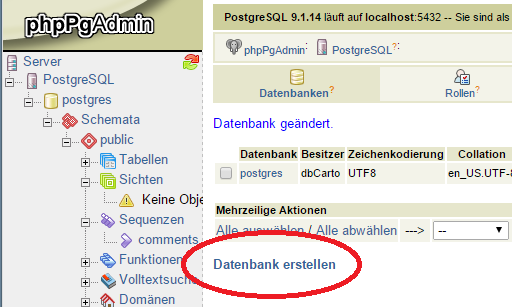 phpPgAdmin
Server
PostgreSQL
postgres
Schemata
public
Tabellen
Sichten
Keine Obje
Sequenzen
comments_
Funktionen
Volltextsuch
Domänen
PostgreSQL 9.1.14 läuft auf localhost:5432 -- Sie sind als
phpPgAdmin: PostgreSQL?:
Datenbanken? Rollen?
Datenbank geändert.
Datenbank Besitzer Zeichenkodierung Collation
postgres dbCarto UTF8 en_US.UTF-8
Mehrzeilige Aktionen
Alle auswählen / Alle abwählen ---> --
Datenbank erstellen